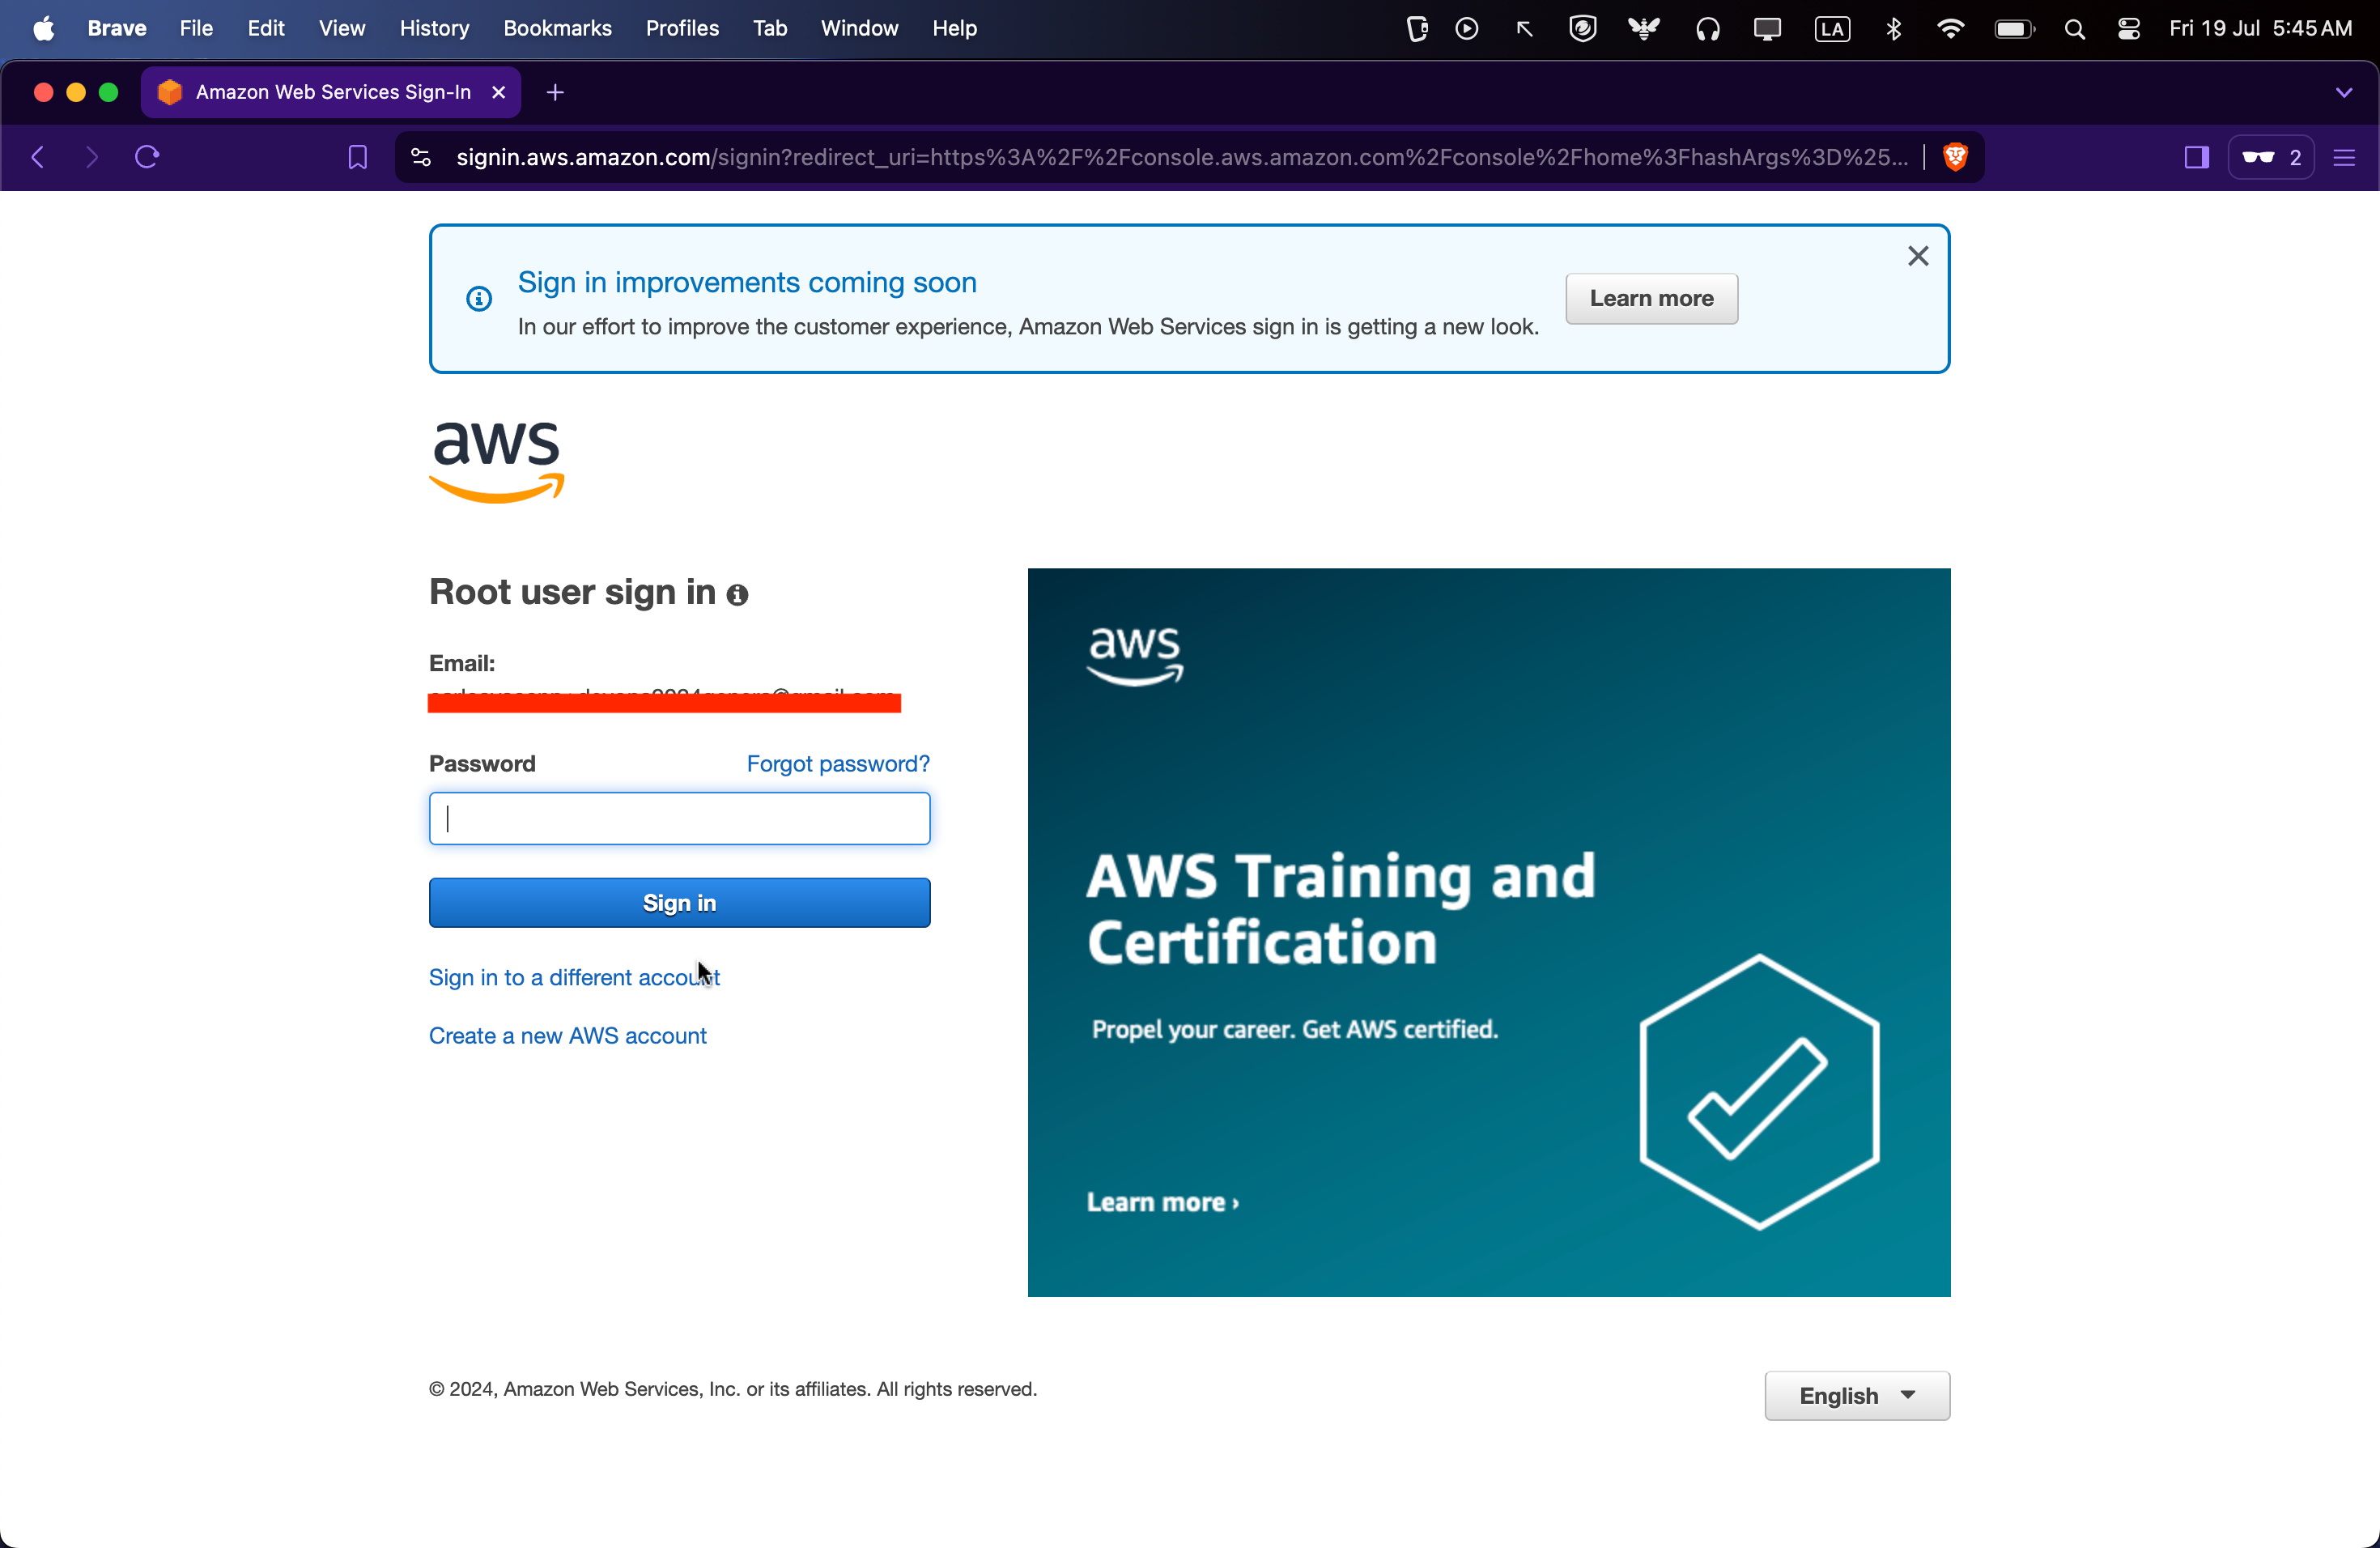 Brave File Edit View History Bookmarks Profiles Tab Window Help LA Fri 19 Jul 5:45 AM
Amazon Web Services Sign-In
signin.aws.amazon.com/signin?redirect_uri=https%3A%2F%2Fconsole.aws.amazon.com%2Fconsole%2Fhome%3FhashArgs%3D%25... 2
Sign in improvements coming soon
In our effort to improve the customer experience, Amazon Web Services sign in is getting a new look.
Learn more
aws
Root user sign in
Email:
Password Forgot password?
Sign in
Sign in to a different account
Create a new AWS account
aws
AWS Training and
Certification
Propel your career. Get AWS certified.
Learn more ›
© 2024, Amazon Web Services, Inc. or its affiliates. All rights reserved.
English